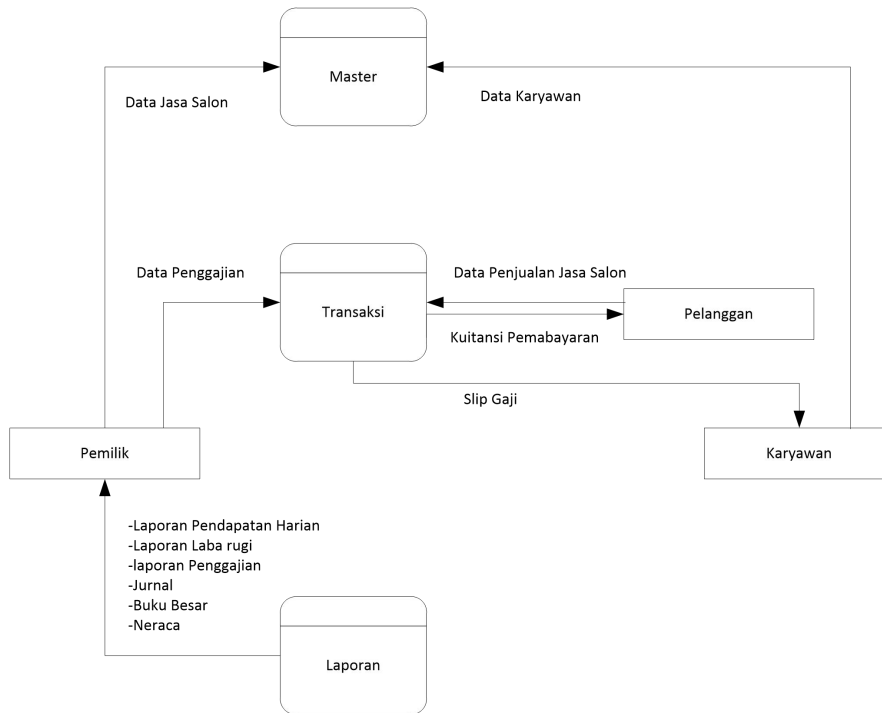 Master
Data Jasa Salon
Data Karyawan
Data Penggajian
Data Penjualan Jasa Salon
Transaksi
Pelanggan
Kuitansi Pemabayaran
Slip Gaji
Pemilik
Karyawan
-Laporan Pendapatan Harian
-Laporan Laba rugi
-laporan Penggajian
-Jurnal
-Buku Besar
-Neraca
Laporan